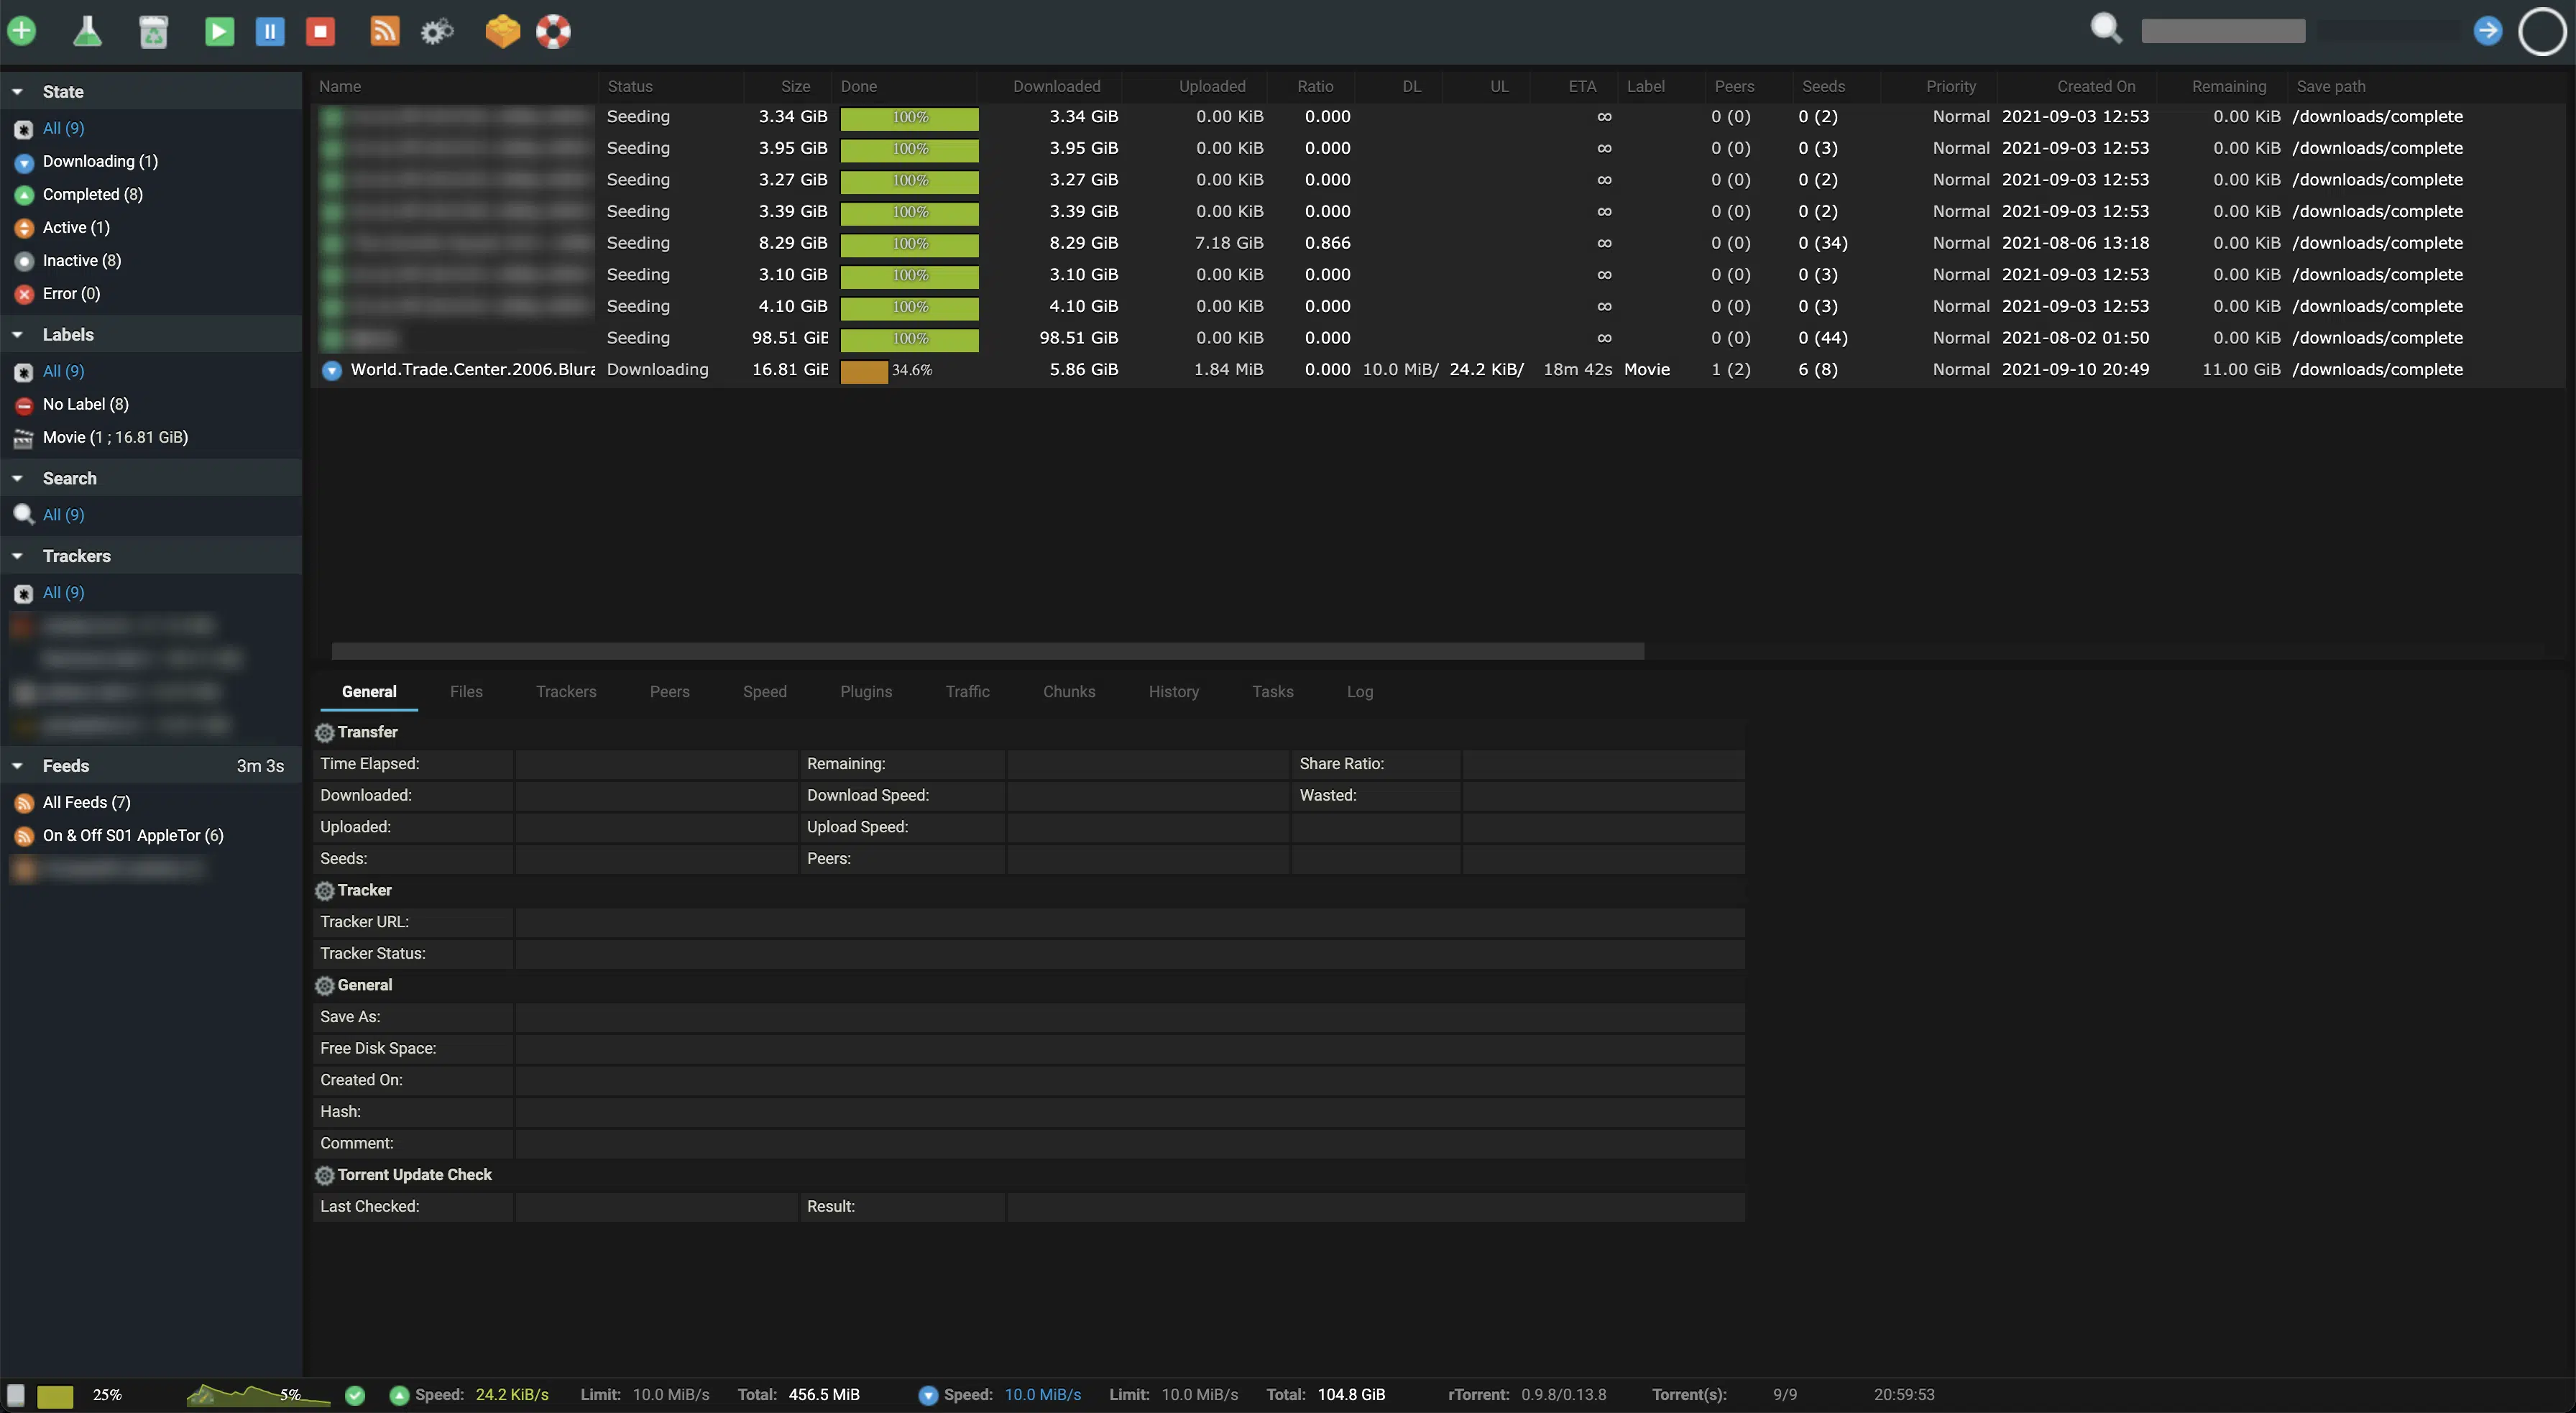 Name Status Size Done Downloaded Uploaded Ratio DL UL ETA Label Peers Seeds Priority Created On Remaining Save path
Seeding 3.34 GiB 100% 3.34 GiB 0.00 KiB 0.000 ∞ 0 (0) 0 (2) Normal 2021-09-03 12:53 0.00 KiB /downloads/complete
Seeding 3.95 GiB 100% 3.95 GiB 0.00 KiB 0.000 ∞ 0 (0) 0 (3) Normal 2021-09-03 12:53 0.00 KiB /downloads/complete
Seeding 3.27 GiB 100% 3.27 GiB 0.00 KiB 0.000 ∞ 0 (0) 0 (2) Normal 2021-09-03 12:53 0.00 KiB /downloads/complete
Seeding 3.39 GiB 100% 3.39 GiB 0.00 KiB 0.000 ∞ 0 (0) 0 (2) Normal 2021-09-03 12:53 0.00 KiB /downloads/complete
Seeding 8.29 GiB 100% 8.29 GiB 7.18 GiB 0.866 ∞ 0 (0) 0 (34) Normal 2021-08-06 13:18 0.00 KiB /downloads/complete
Seeding 3.10 GiB 100% 3.10 GiB 0.00 KiB 0.000 ∞ 0 (0) 0 (3) Normal 2021-09-03 12:53 0.00 KiB /downloads/complete
Seeding 4.10 GiB 100% 4.10 GiB 0.00 KiB 0.000 ∞ 0 (0) 0 (3) Normal 2021-09-03 12:53 0.00 KiB /downloads/complete
Seeding 98.51 GiB 100% 98.51 GiB 0.00 KiB 0.000 ∞ 0 (0) 0 (44) Normal 2021-08-02 01:50 0.00 KiB /downloads/complete
World.Trade.Center.2006.Blura Downloading 16.81 GiB 34.6% 5.86 GiB 1.84 MiB 0.000 10.0 MiB/ 24.2 KiB/ 18m 42s Movie 1 (2) 6 (8) Normal 2021-09-10 20:49 11.00 GiB /downloads/complete
State
All (9)
Downloading (1)
Completed (8)
Active (1)
Inactive (8)
Error (0)
Labels
All (9)
No Label (8)
Movie (1 ; 16.81 GiB)
Search
All (9)
Trackers
All (9)
Feeds 3m 3s
All Feeds (7)
On & Off S01 AppleTor (6)
General Files Trackers Peers Speed Plugins Traffic Chunks History Tasks Log
Transfer
Time Elapsed: Remaining: Share Ratio:
Downloaded: Download Speed: Wasted:
Uploaded: Upload Speed:
Seeds: Peers:
Tracker
Tracker URL:
Tracker Status:
General
Save As:
Free Disk Space:
Created On:
Hash:
Comment:
Torrent Update Check
Last Checked: Result:
25% 5% Speed: 24.2 KiB/s Limit: 10.0 MiB/s Total: 456.5 MiB Speed: 10.0 MiB/s Limit: 10.0 MiB/s Total: 104.8 GiB rTorrent: 0.9.8/0.13.8 Torrent(s): 9/9 20:59:53